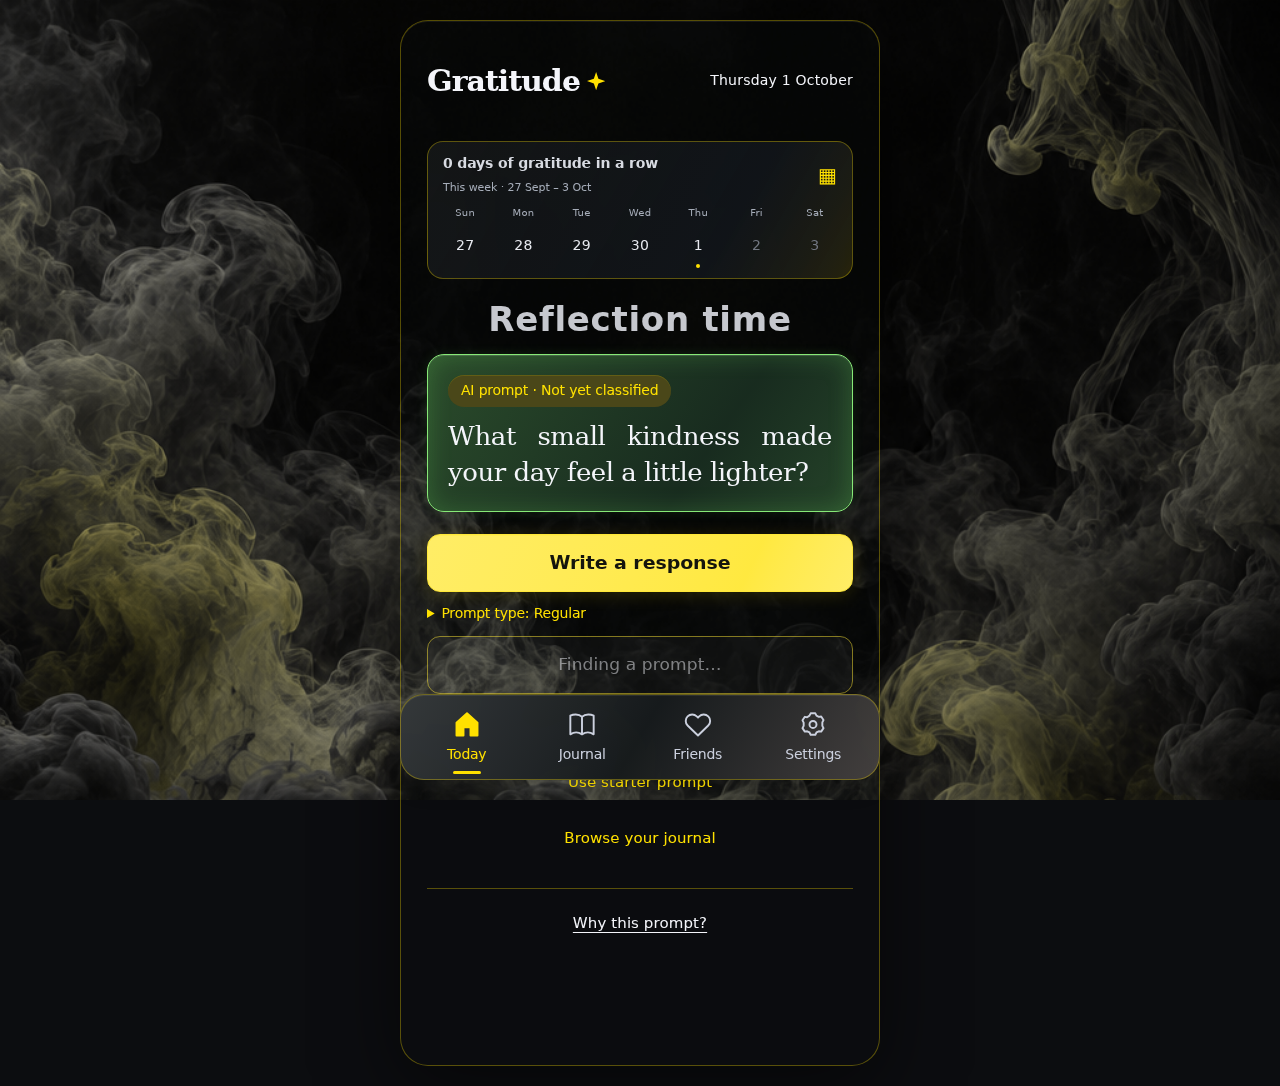 Gratitude
Thursday 1 October
0 days of gratitude in a row
This week · 27 Sept – 3 Oct
Sun Mon Tue Wed Thu Fri Sat
27 28 29 30 1 2 3
Reflection time
AI prompt · Not yet classified
What small kindness made
your day feel a little lighter?
Write a response
Prompt type: Regular
Finding a prompt...
Today Journal Friends Settings
Use starter prompt
Browse your journal
Why this prompt?